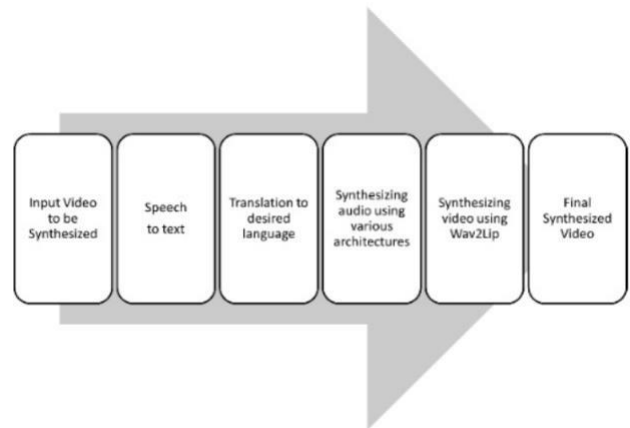 Input Video
to be
Synthesized
Speech
to text
Translation to
desired
language
Synthesizing
audio using
various
architectures
Synthesizing
video using
Wav2Lip
Final
Synthesized
Video